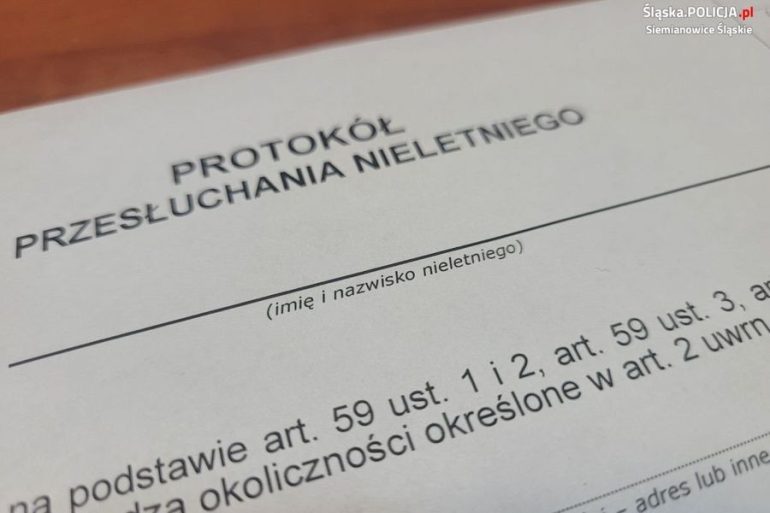 Śląska.POLICJA.pl
Siemianowice Śląskie
PROTOKÓŁ
PRZESŁUCHANIA NIELETNIEGO
(imię i nazwisko nieletniego)
na podstawie art. 59 ust. 1 i 2, art. 59 ust. 3,
okoliczności określone w art. 2 uwrn,
– adres lub inne